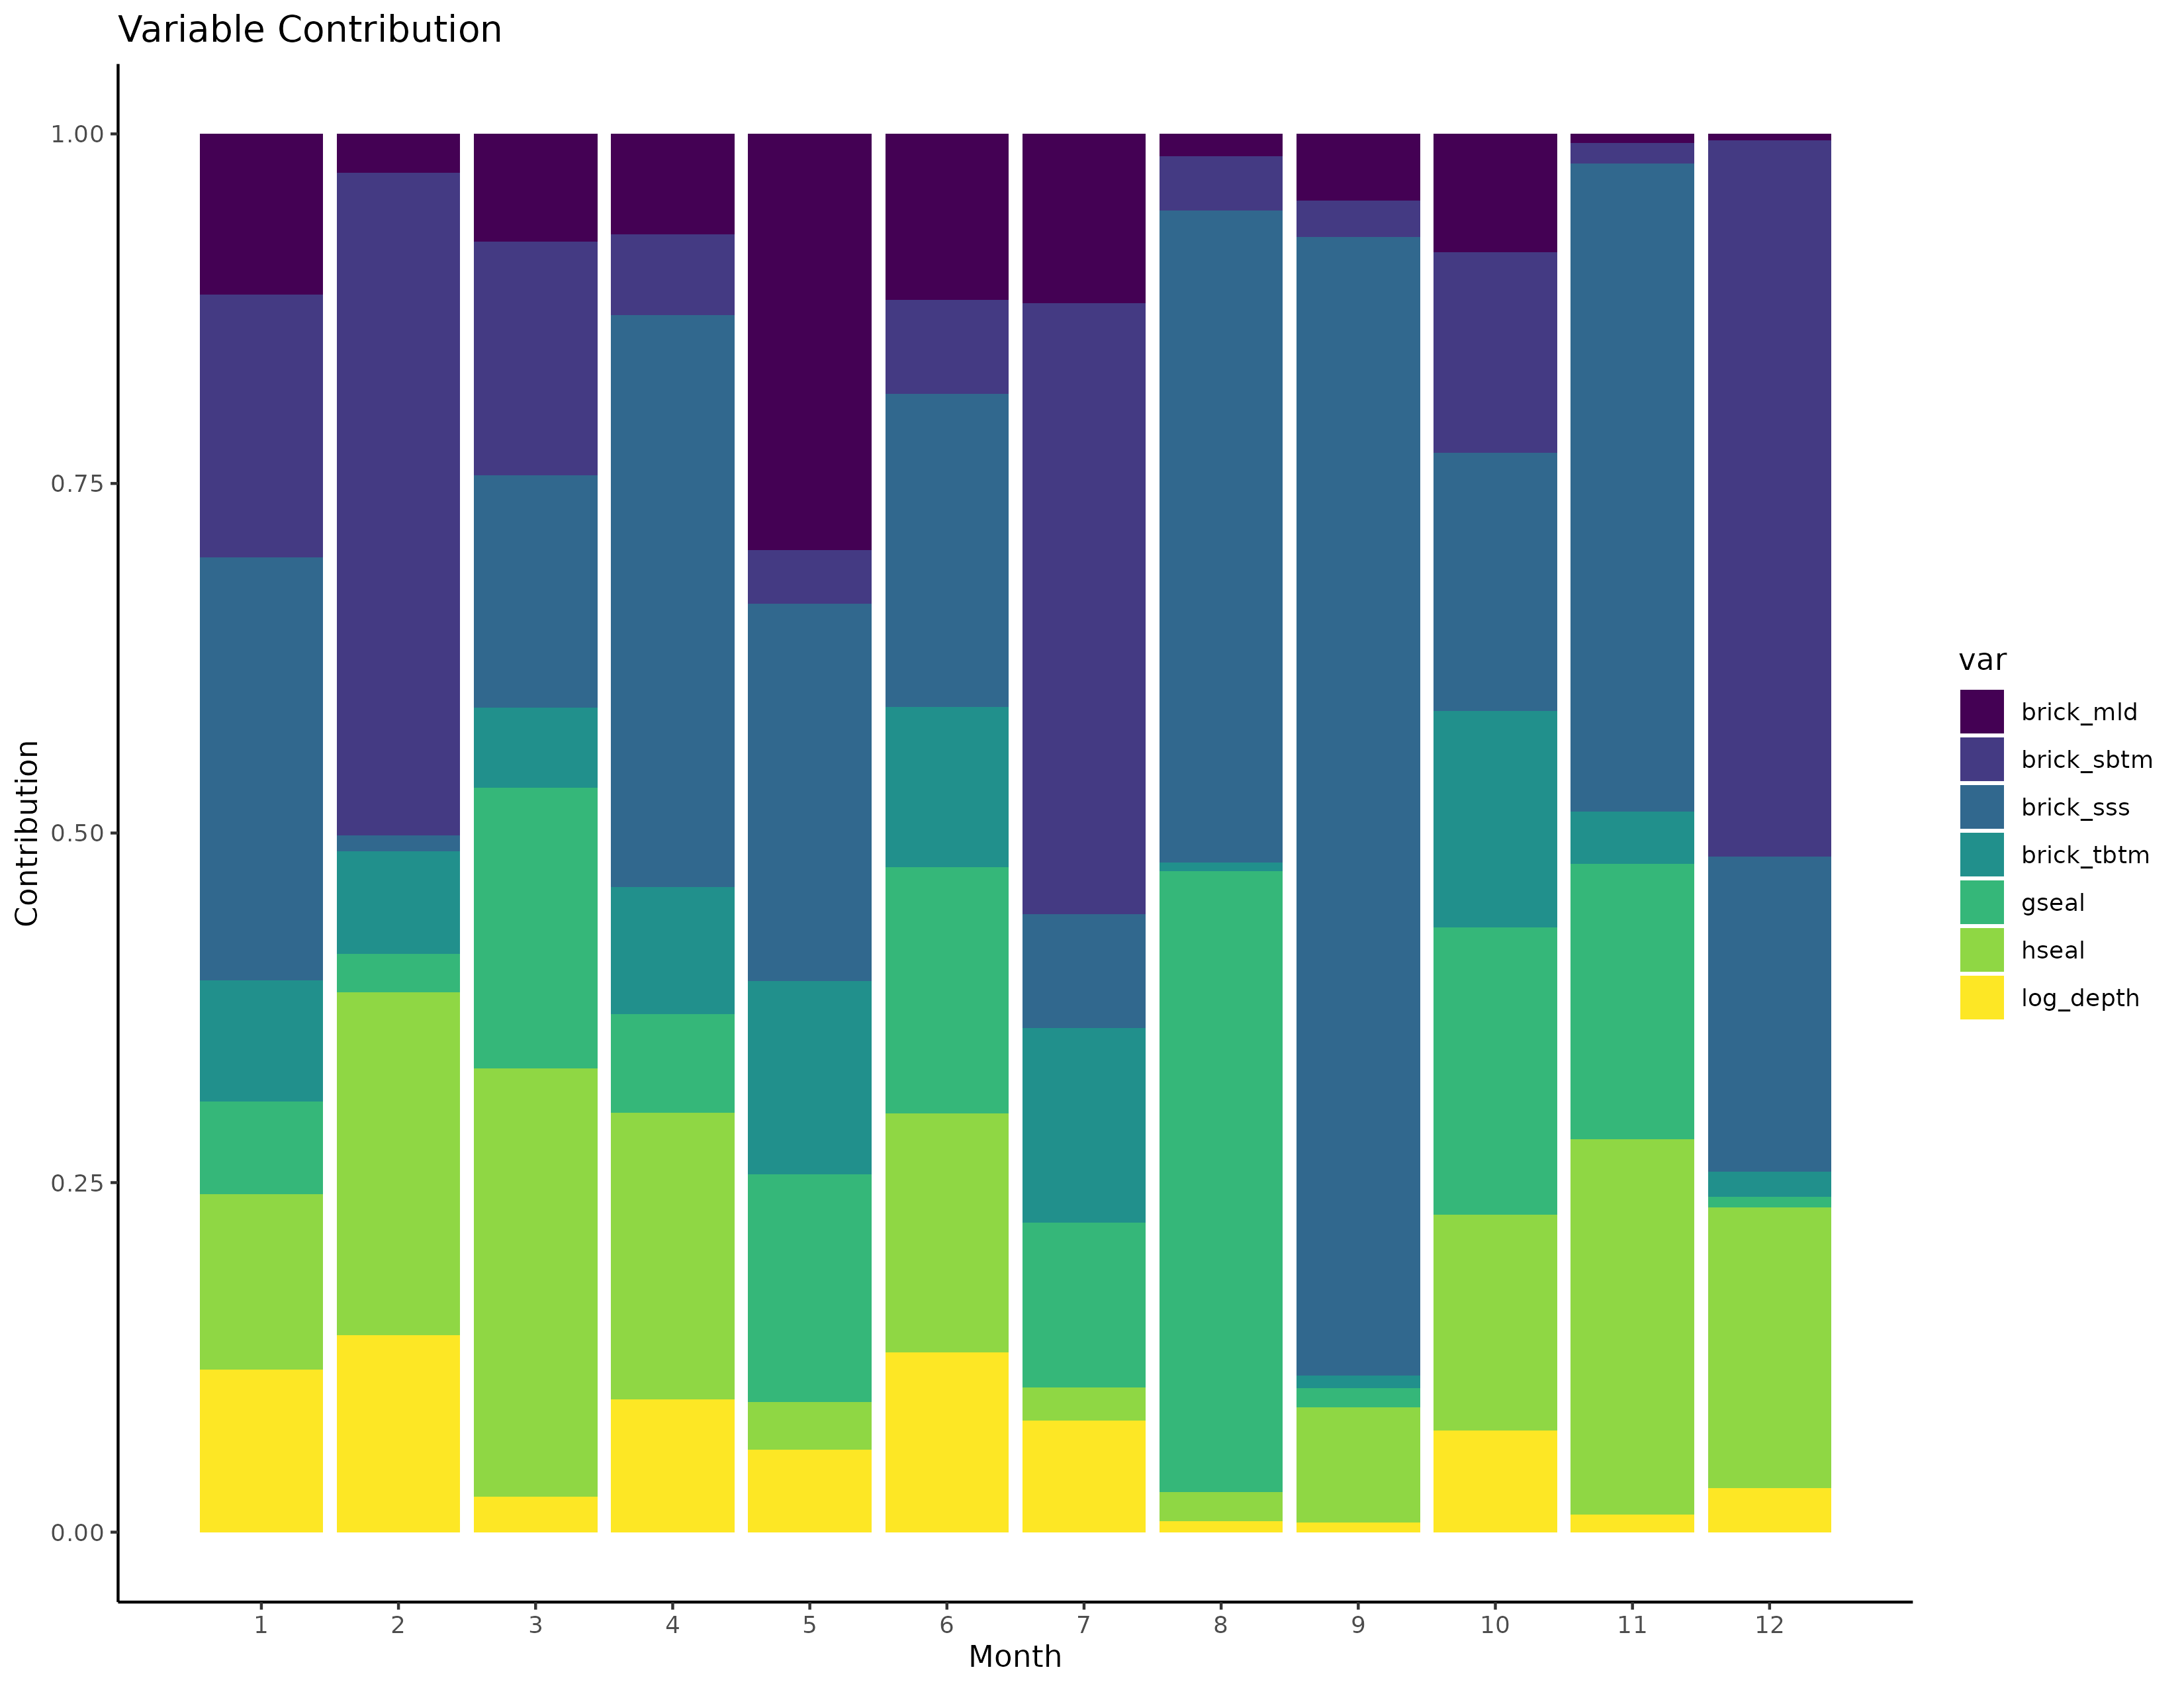 Variable Contribution
1.00
0.75
0.50
0.25
0.00
Contribution
1 2 3 4 5 6 7 8 9 10 11 12
Month
var
brick_mld
brick_sbtm
brick_sss
brick_tbtm
gseal
hseal
log_depth